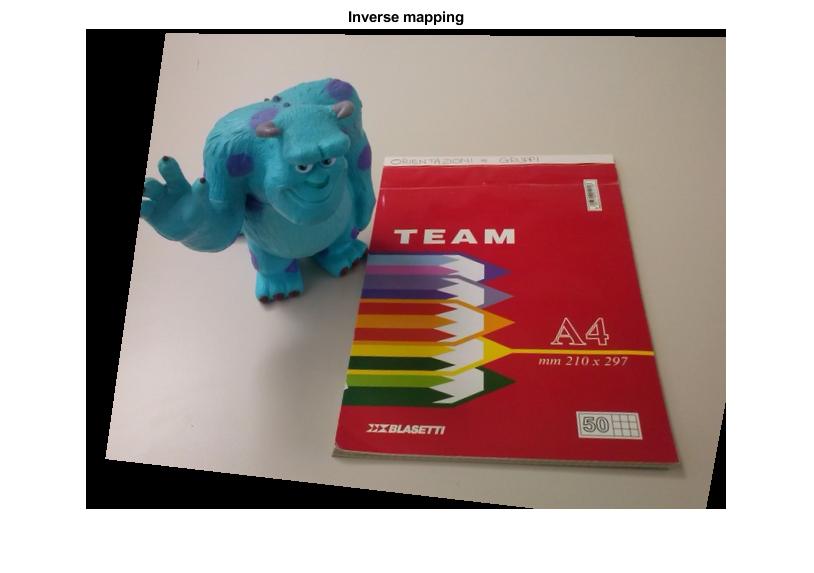 Inverse mapping
ORIENTAZIONI e GRUPPI
TEAM
A4
mm 210 x 297
50
BLASETTI